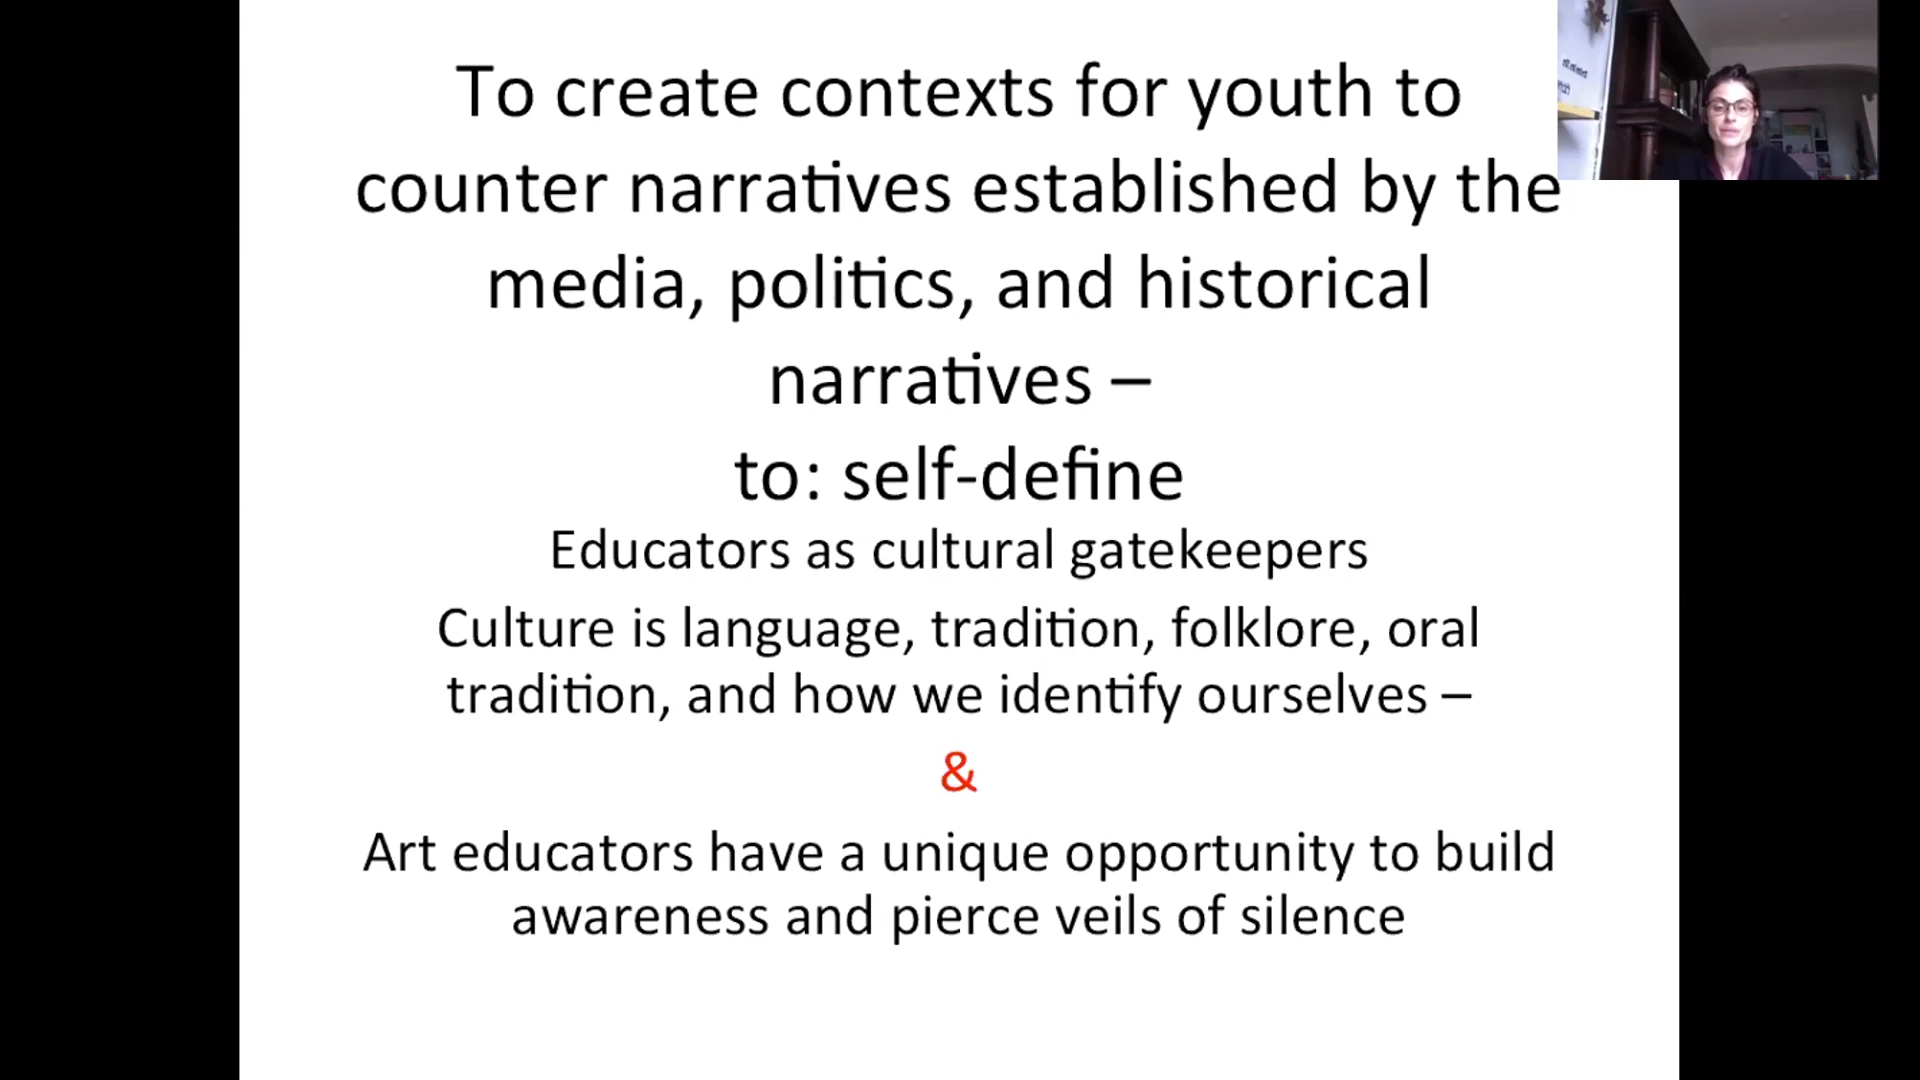 To create contexts for youth to
counter narratives established by the
media, politics, and historical
narratives –
to: self-define
Educators as cultural gatekeepers
Culture is language, tradition, folklore, oral
tradition, and how we identify ourselves –
&
Art educators have a unique opportunity to build
awareness and pierce veils of silence